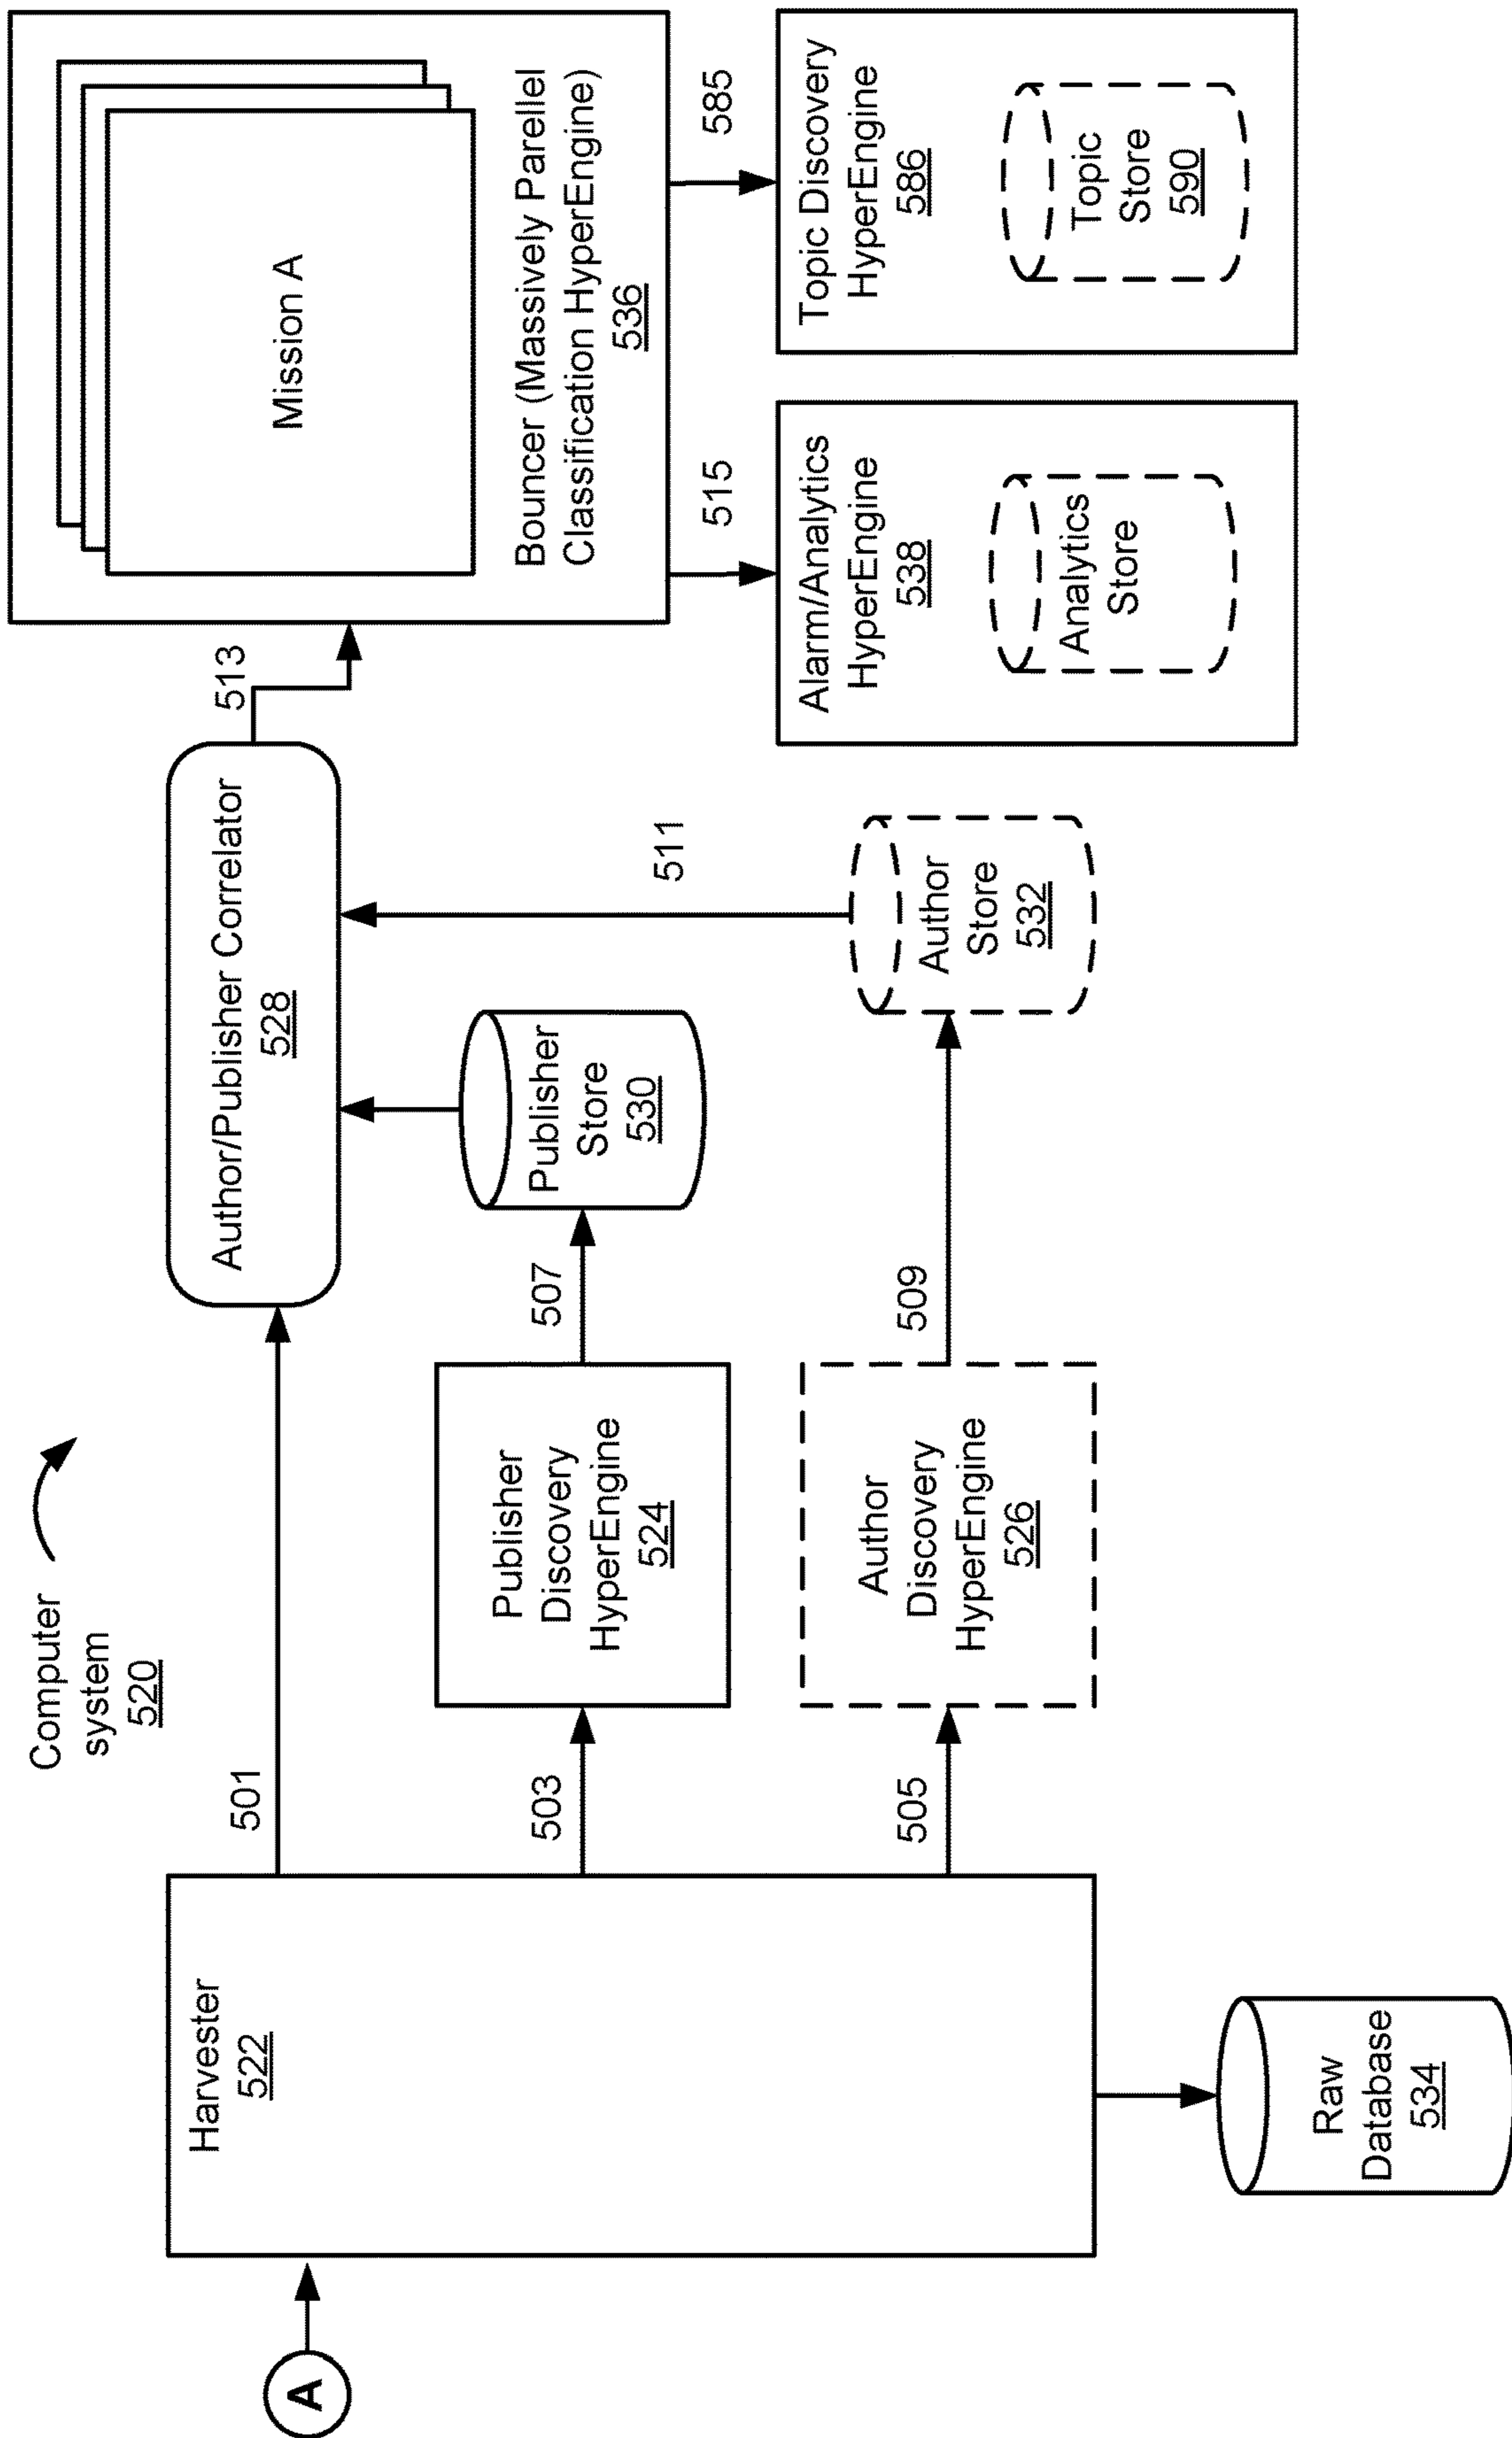 Computer
system
520
A
Harvester
522
Raw
Database
534
501
503
505
Publisher
Discovery
HyperEngine
524
Author
Discovery
HyperEngine
526
507
509
Publisher
Store
530
Author
Store
532
511
Author/Publisher Correlator
528
513
Mission A
Bouncer (Massively Parellel
Classification HyperEngine)
536
515
585
Alarm/Analytics
HyperEngine
538
Analytics
Store
Topic Discovery
HyperEngine
586
Topic
Store
590